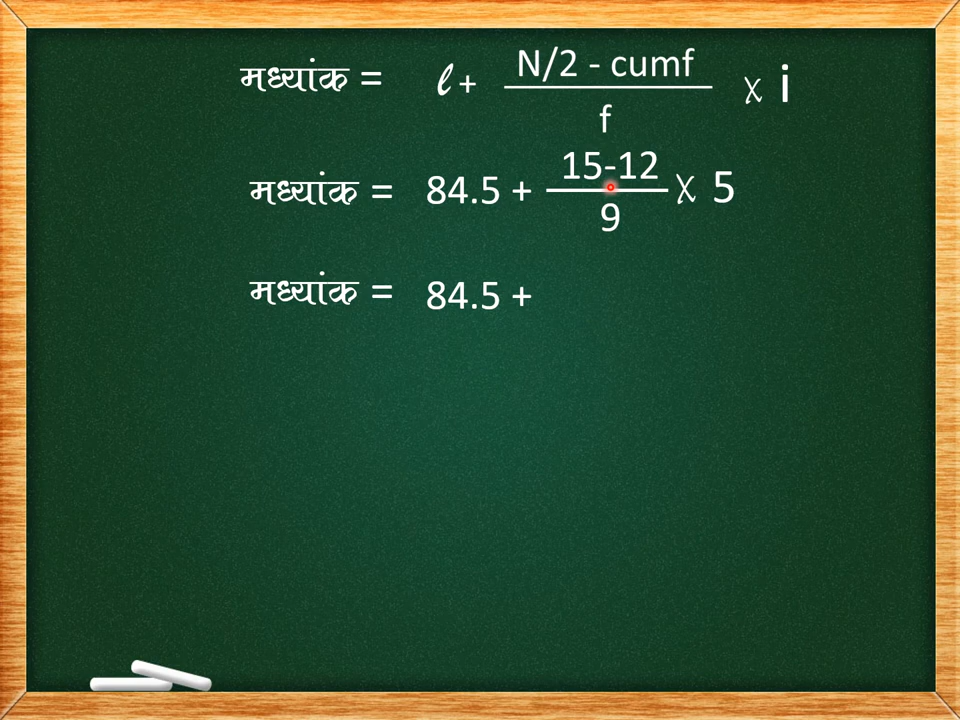 मध्यांक = ℓ + N/2 - cumf / f X i
मध्यांक = 84.5 + 15-12 / 9 X 5
मध्यांक = 84.5 +